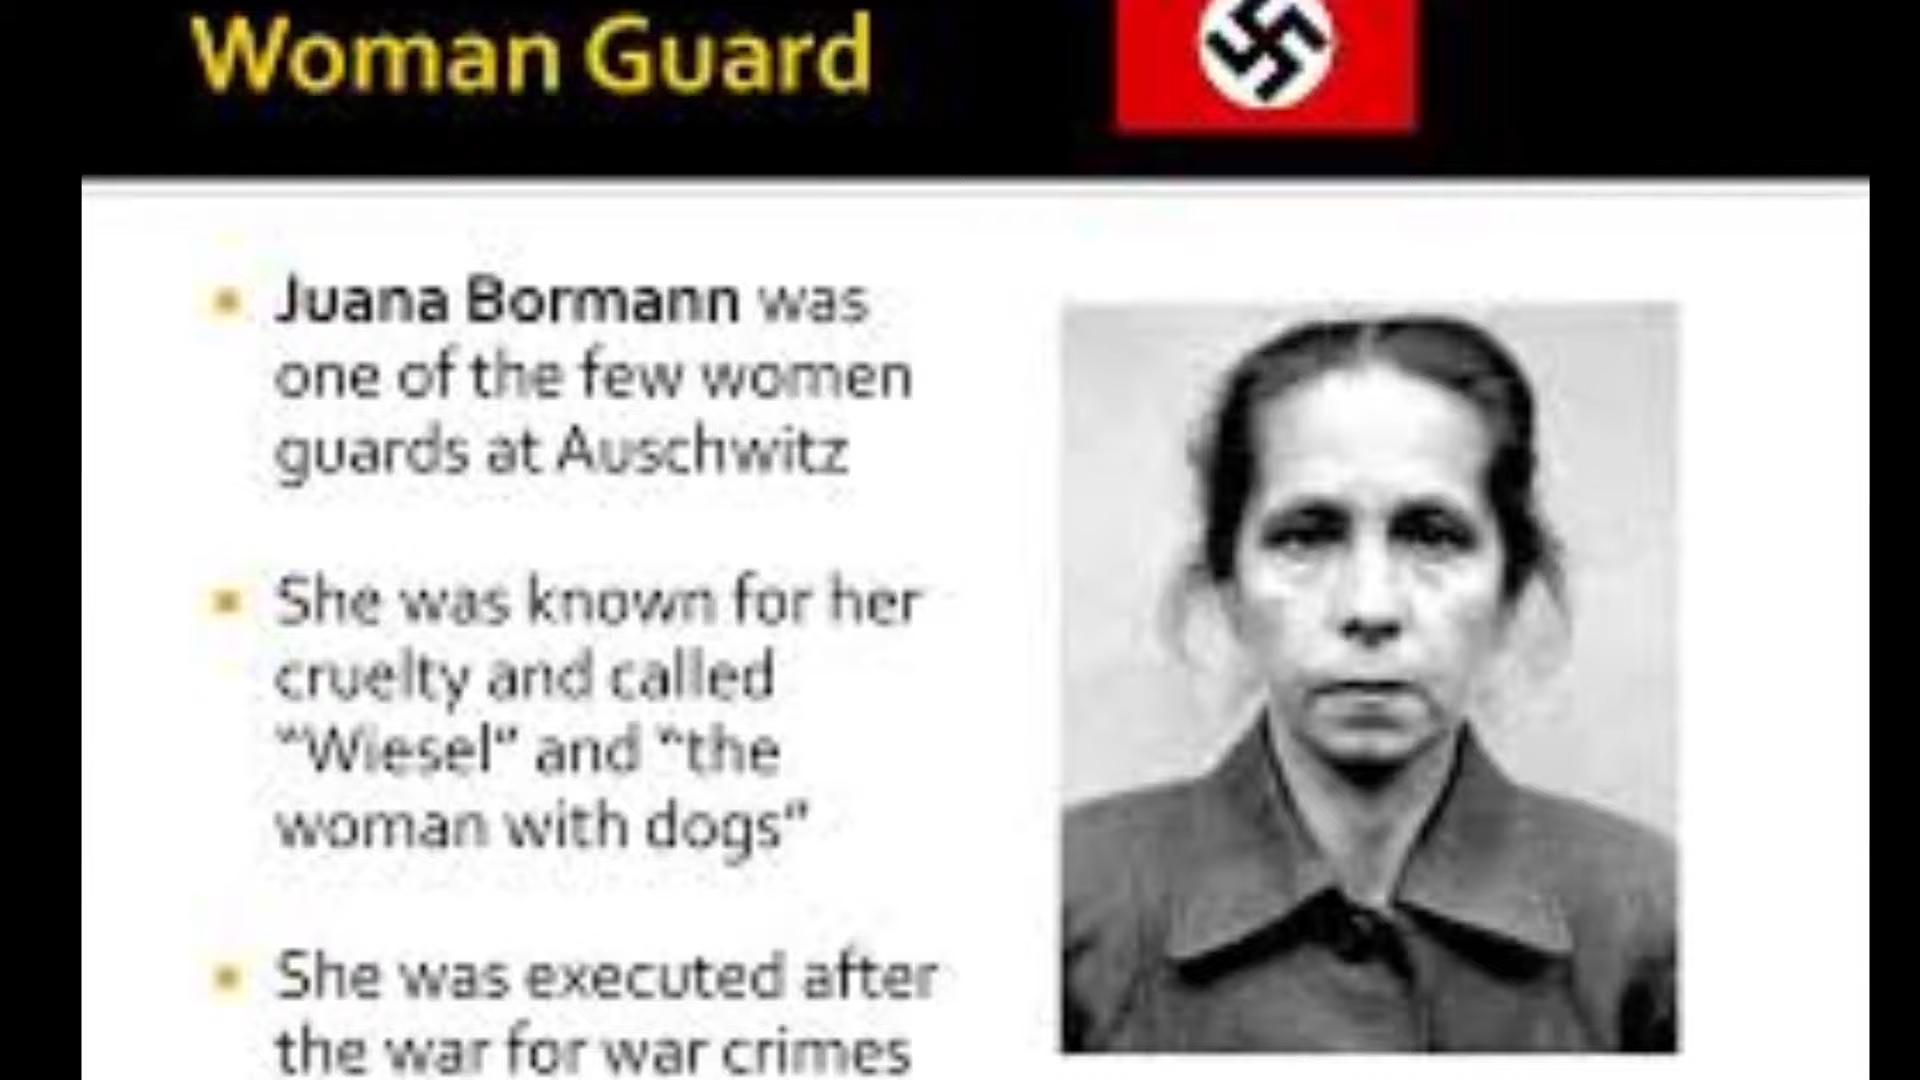 Woman Guard
Juana Bormann was
one of the few women
guards at Auschwitz
She was known for her
cruelty and called
"Wiesel" and "the
woman with dogs"
She was executed after
the war for war crimes